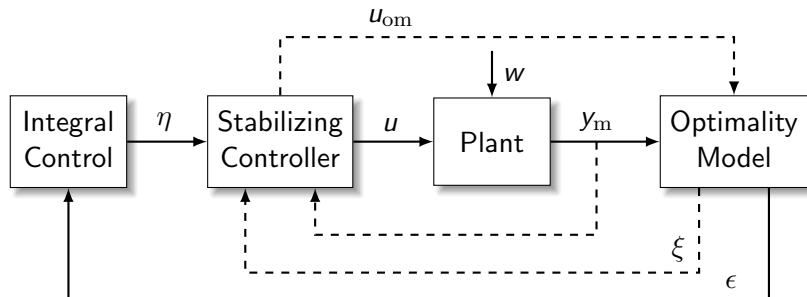 u_om
w
Integral
Control
η
Stabilizing
Controller
u
Plant
y_m
Optimality
Model
ξ
ϵ